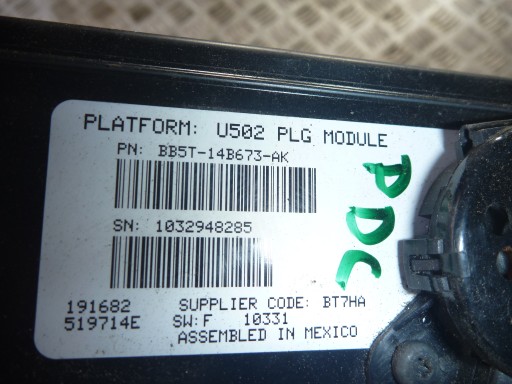 PLATFORM: U502 PLG MODULE
PN: BB5T-14B673-AK
SN: 1032948285
PDC
191682 SUPPLIER CODE: BT7HA
519714E SW:F 10331
ASSEMBLED IN MEXICO